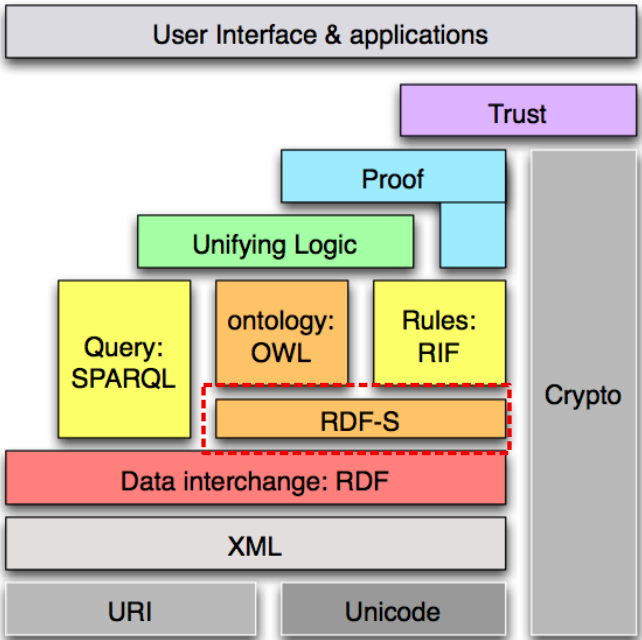 User Interface & applications
Trust
Proof
Unifying Logic
Query:
SPARQL
ontology:
OWL
Rules:
RIF
Crypto
RDF-S
Data interchange: RDF
XML
URI
Unicode